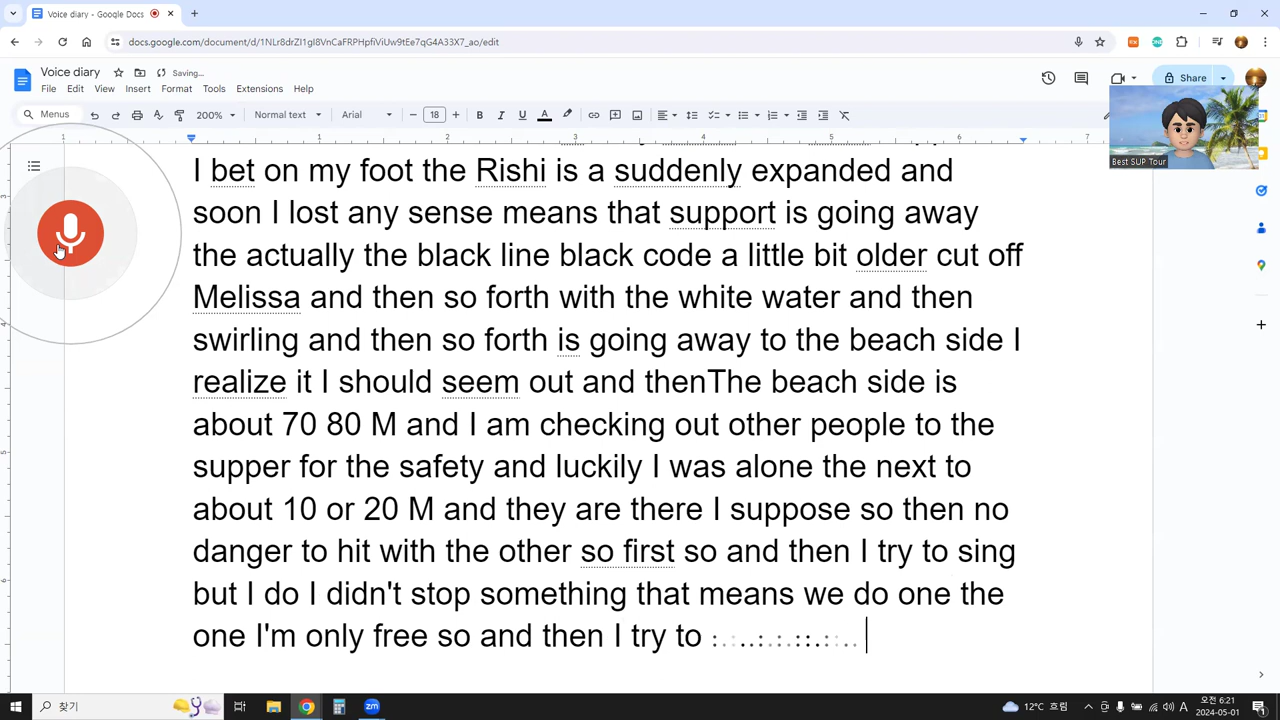 Voice diary - Google Docs
docs.google.com/document/d/1NLr8drZI1gI8VnCaFRPHpfiViUw9tEe7qG4A33X7_ao/edit
Voice diary
Saving...
Share
File Edit View Insert Format Tools Extensions Help
Menus
200%
Normal text
Arial
18
B I U A
1 1 2 3 4 5 6 7
Best SUP Tour
I bet on my foot the Rishi is a suddenly expanded and
soon I lost any sense means that support is going away
the actually the black line black code a little bit older cut off
Melissa and then so forth with the white water and then
swirling and then so forth is going away to the beach side I
realize it I should seem out and thenThe beach side is
about 70 80 M and I am checking out other people to the
supper for the safety and luckily I was alone the next to
about 10 or 20 M and they are there I suppose so then no
danger to hit with the other so first so and then I try to sing
but I do I didn't stop something that means we do one the
one I'm only free so and then I try to
찾기
12°C 흐림
A
오전 6:21
2024-05-01